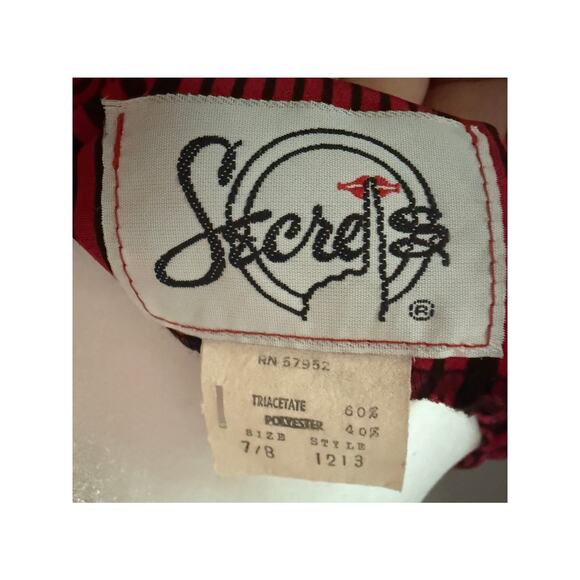 Secrets
®
RN 57952
TRIACETATE 60%
POLYESTER 40%
SIZE STYLE
7/8 1213